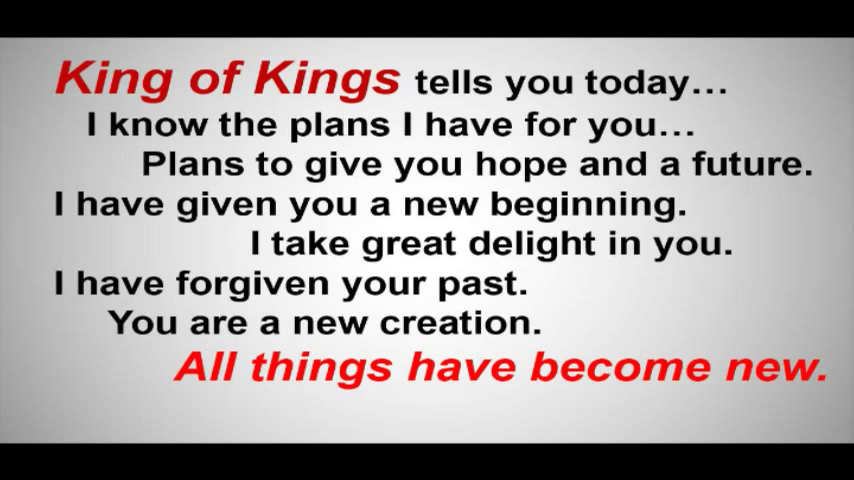 King of Kings tells you today...
I know the plans I have for you...
Plans to give you hope and a future.
I have given you a new beginning.
I take great delight in you.
I have forgiven your past.
You are a new creation.
All things have become new.